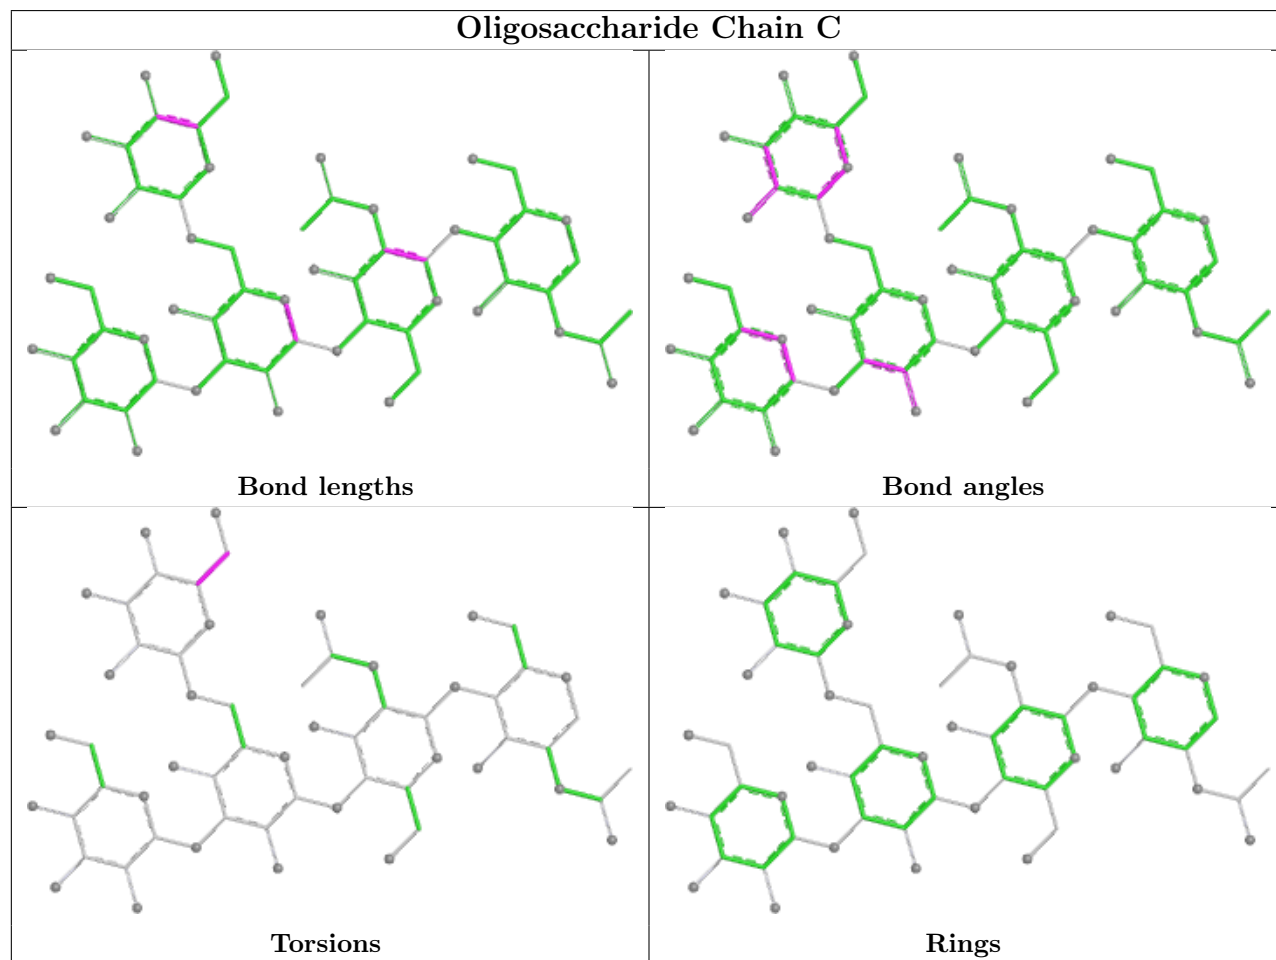 Oligosaccharide Chain C
Bond lengths
Bond angles
Torsions
Rings